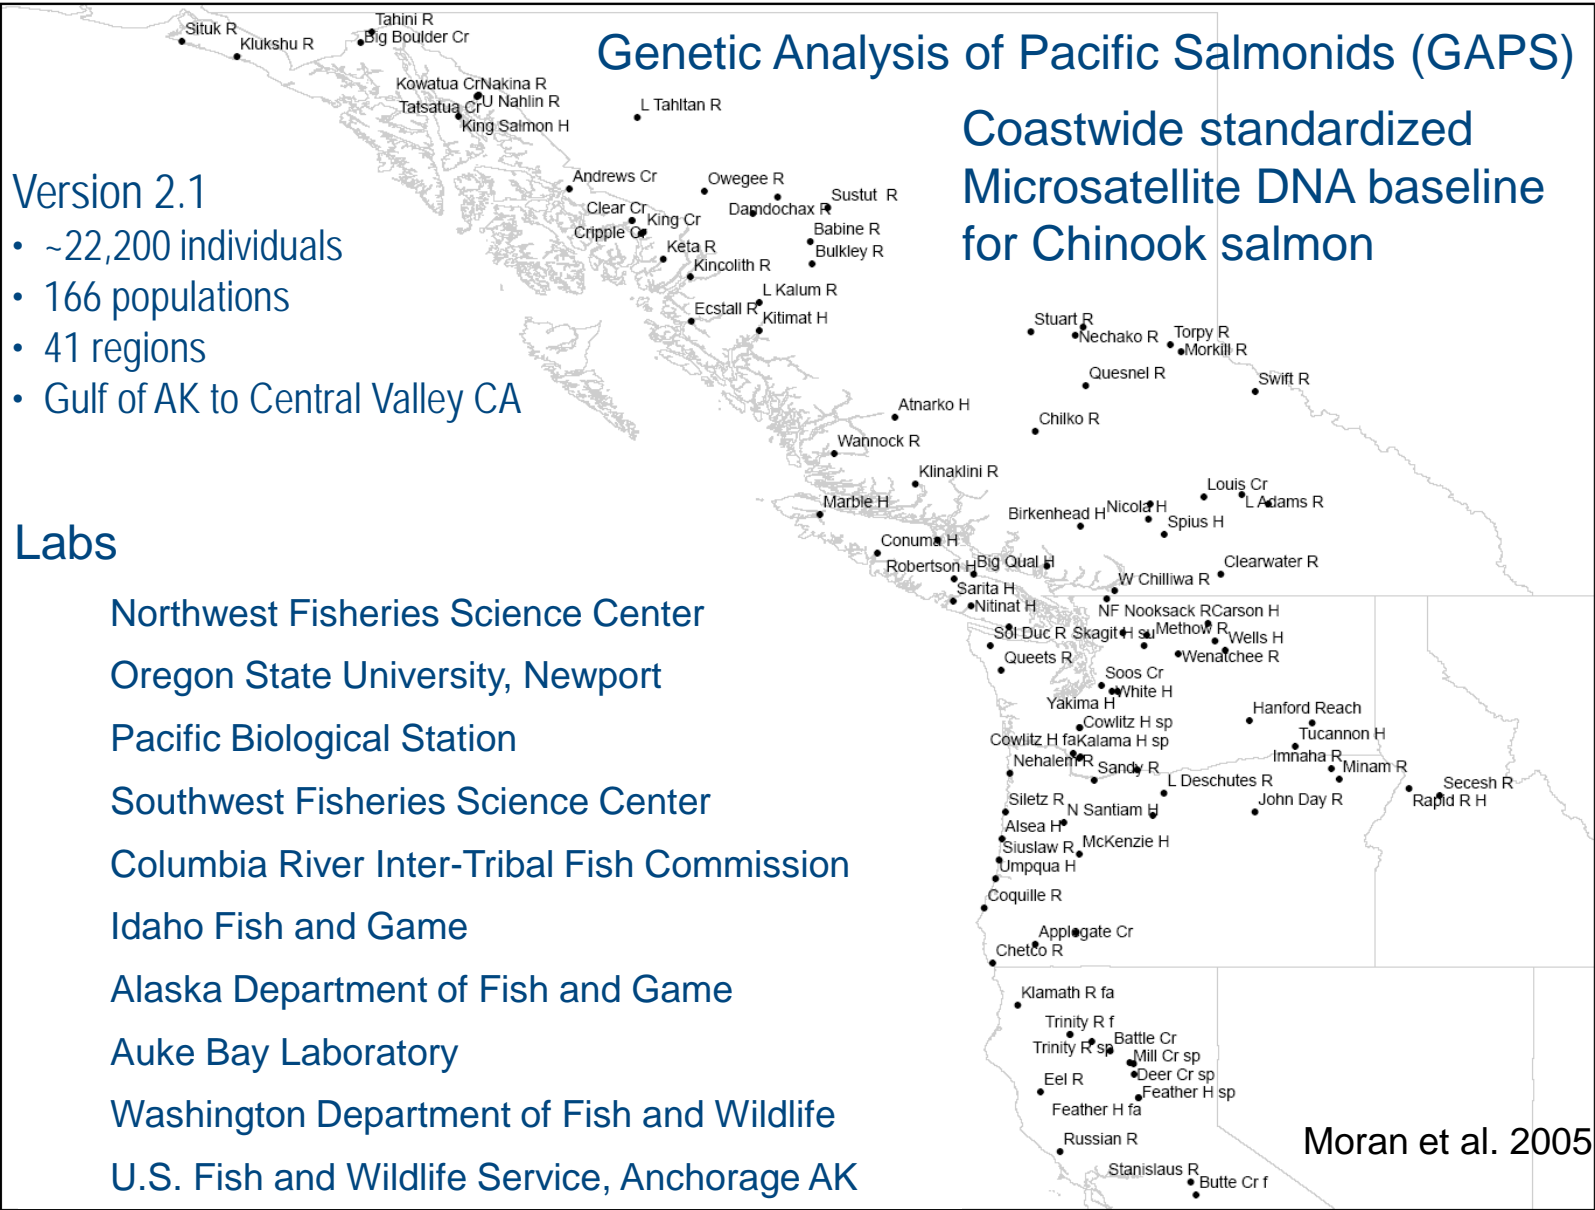 Genetic Analysis of Pacific Salmonids (GAPS)
Coastwide standardized
Microsatellite DNA baseline
for Chinook salmon
Version 2.1
• ~22,200 individuals
• 166 populations
• 41 regions
• Gulf of AK to Central Valley CA
Labs
Northwest Fisheries Science Center
Oregon State University, Newport
Pacific Biological Station
Southwest Fisheries Science Center
Columbia River Inter-Tribal Fish Commission
Idaho Fish and Game
Alaska Department of Fish and Game
Auke Bay Laboratory
Washington Department of Fish and Wildlife
U.S. Fish and Wildlife Service, Anchorage AK
Situk R
Klukshu R
Tahini R
Big Boulder Cr
Kowatua Cr
Nakina R
Tatsatua Cr
U Nahlin R
King Salmon H
L Tahltan R
Andrews Cr
Owegee R
Sustut R
Damdochax R
Clear Cr
King Cr
Cripple Cr
Babine R
Keta R
Bulkley R
Kincolith R
L Kalum R
Ecstall R
Kitimat H
Stuart R
Nechako R
Torpy R
Morkill R
Quesnel R
Swift R
Atnarko H
Chilko R
Wannock R
Klinaklini R
Marble H
Louis Cr
L Adams R
Birkenhead H
Nicola H
Spius H
Conuma H
Robertson H
Big Qual H
Clearwater R
W Chilliwa R
Sarita H
Nitinat H
NF Nooksack R
Carson H
Sol Duc R
Skagit H su
Methow R
Wells H
Queets R
Wenatchee R
Soos Cr
White H
Yakima H
Hanford Reach
Cowlitz H sp
Tucannon H
Cowlitz H fa
Kalama H sp
Imnaha R
Nehalem R
Sandy R
Minam R
L Deschutes R
Secesh R
Rapid R H
Siletz R
N Santiam H
John Day R
Alsea H
Siuslaw R
McKenzie H
Umpqua H
Coquille R
Applegate Cr
Chetco R
Klamath R fa
Trinity R f
Battle Cr
Trinity R sp
Mill Cr sp
Deer Cr sp
Eel R
Feather H sp
Feather H fa
Russian R
Stanislaus R
Butte Cr f
Moran et al. 2005